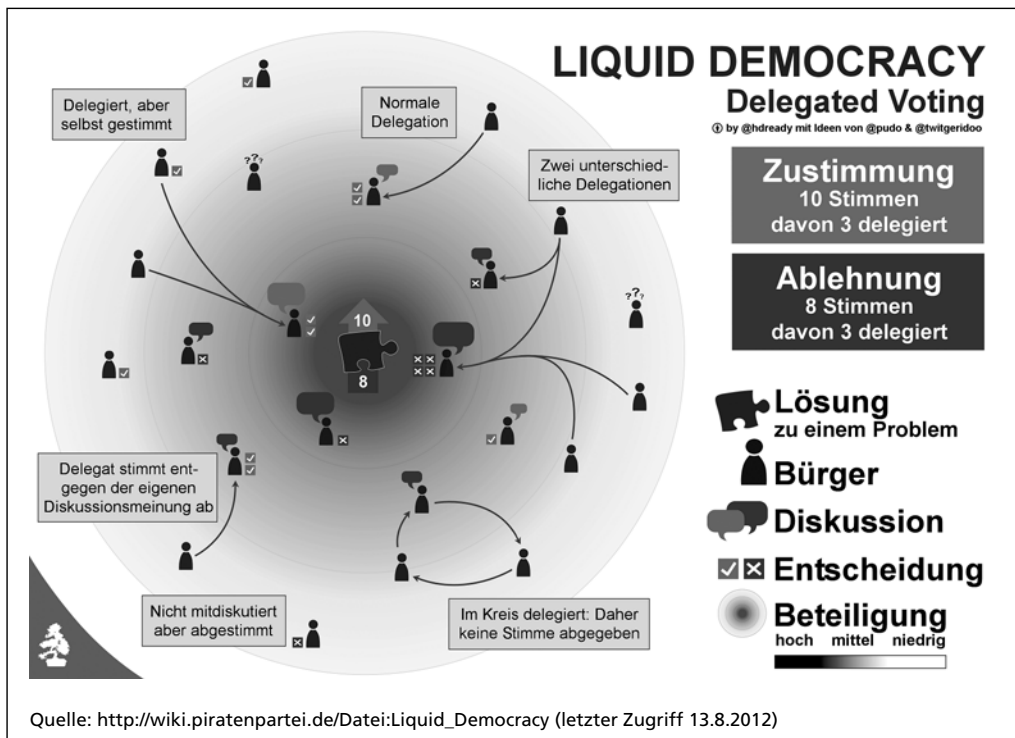 LIQUID DEMOCRACY
Delegated Voting
by @hdready mit Ideen von @pudo & @twitgeridoo
Delegiert, aber
selbst gestimmt
Normale
Delegation
Zwei unterschied-
liche Delegationen
???
???
10
8
Delegat stimmt ent-
gegen der eigenen
Diskussionsmeinung ab
Nicht mitdiskutiert
aber abgestimmt
Im Kreis delegiert: Daher
keine Stimme abgegeben
Zustimmung
10 Stimmen
davon 3 delegiert
Ablehnung
8 Stimmen
davon 3 delegiert
Lösung
zu einem Problem
Bürger
Diskussion
Entscheidung
Beteiligung
hoch mittel niedrig
Quelle: http://wiki.piratenpartei.de/Datei:Liquid_Democracy (letzter Zugriff 13.8.2012)